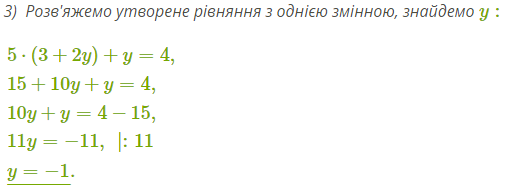 3) Розв'яжемо утворене рівняння з однією змінною, знайдемо y :
5 · (3 + 2y) + y = 4,
15 + 10y + y = 4,
10y + y = 4 − 15,
11y = −11, |: 11
y = −1.